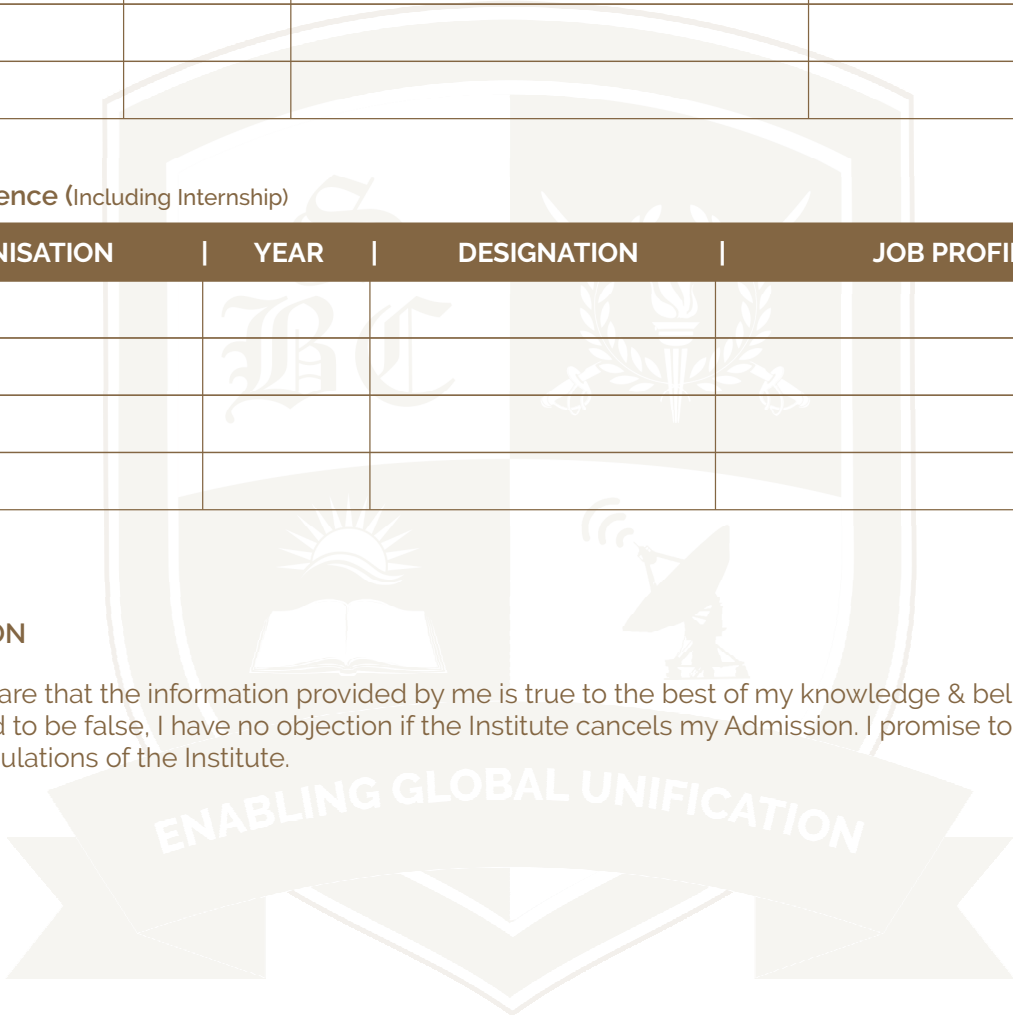 ence (Including Internship)
NISATION | YEAR | DESIGNATION | JOB PROFI
S
BC
ON
are that the information provided by me is true to the best of my knowledge & bel
d to be false, I have no objection if the Institute cancels my Admission. I promise to
ulations of the Institute.
ENABLING GLOBAL UNIFICATION